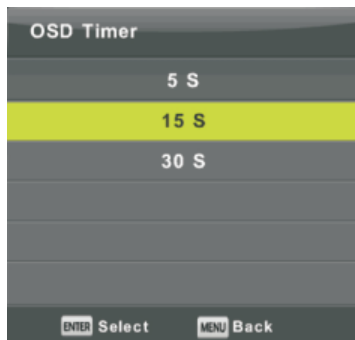 OSD Timer
5 S
15 S
30 S
ENTER Select MENU Back